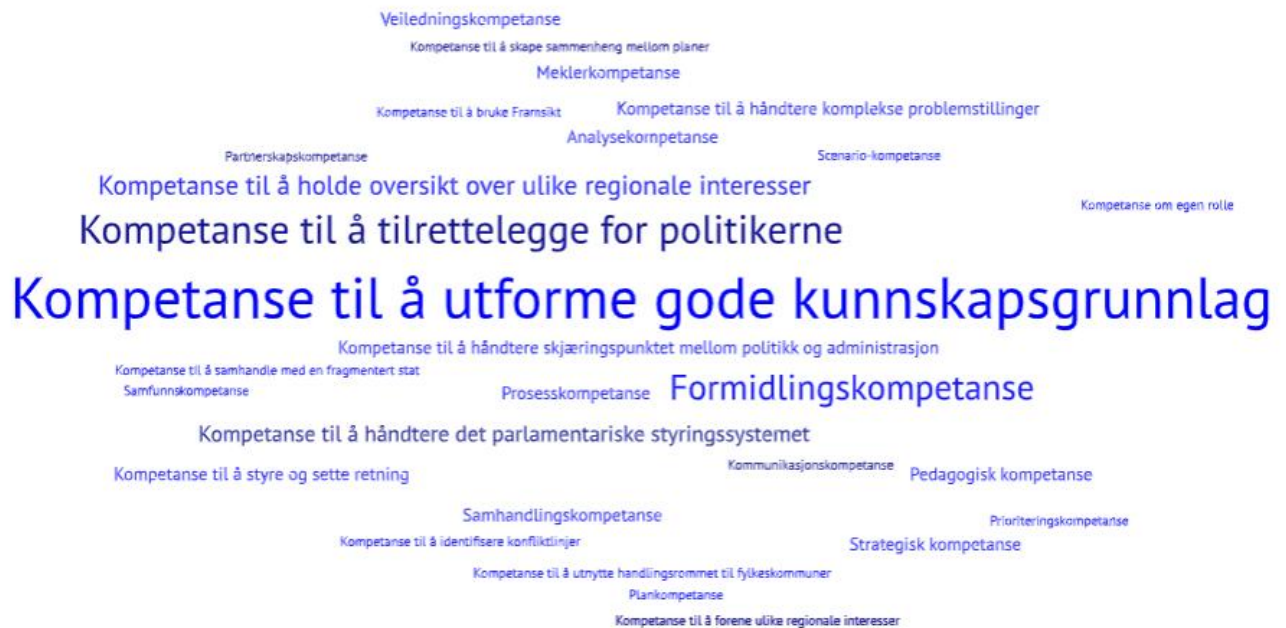 Veiledningskompetanse
Kompetanse til å skape sammenheng mellom planer
Meklerkompetanse
Kompetanse til å bruke Framsikt
Kompetanse til å håndtere komplekse problemstillinger
Analysekompetanse
Partnerskapskompetanse
Scenario-kompetanse
Kompetanse til å holde oversikt over ulike regionale interesser
Kompetanse om egen rolle
Kompetanse til å tilrettelegge for politikerne
Kompetanse til å utforme gode kunnskapsgrunnlag
Kompetanse til å håndtere skjæringspunktet mellom politikk og administrasjon
Kompetanse til å samhandle med en fragmentert stat
Samfunnskompetanse
Prosesskompetanse
Formidlingskompetanse
Kompetanse til å håndtere det parlamentariske styringssystemet
Kommunikasjonskompetanse
Kompetanse til å styre og sette retning
Pedagogisk kompetanse
Samhandlingskompetanse
Prioriteringskompetanse
Kompetanse til å identifisere konfliktlinjer
Strategisk kompetanse
Kompetanse til å utnytte handlingsrommet til fylkeskommuner
Plankompetanse
Kompetanse til å forene ulike regionale interesser